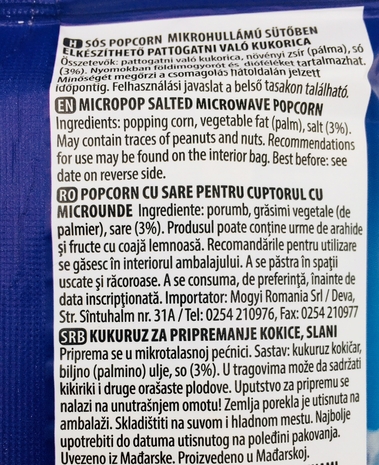 H SÓS POPCORN MIKROHULLÁMÚ SÜTŐBEN
ELKÉSZÍTHETŐ PATTOGATNI VALÓ KUKORICA
Összetevők: pattogatni való kukorica, növényi zsír (pálma), só
(3%). Nyomokban földimogyorót és dióféléket tartalmazhat.
Minőségét megőrzi a csomagolás hátoldalán jelzett
időpontig. Felhasználási javaslat a belső tasakon található.
EN MICROPOP SALTED MICROWAVE POPCORN
Ingredients: popping corn, vegetable fat (palm), salt (3%).
May contain traces of peanuts and nuts. Recommendations
for use may be found on the interior bag. Best before: see
date on reverse side.
RO POPCORN CU SARE PENTRU CUPTORUL CU
MICROUNDE Ingrediente: porumb, grăsimi vegetale (de
palmier), sare (3%). Produsul poate conține urme de arahide
și fructe cu coajă lemnoasă. Recomandările pentru utilizare
se găsesc în interiorul ambalajului. A se păstra în spații
uscate și răcoroase. A se consuma, de preferință, înainte de
data inscripționată. Importator: Mogyi Romania Srl / Deva,
Str. Sîntuhalm nr. 31A / Tel: 0254 210976, Fax: 0254 210977
SRB KUKURUZ ZA PRIPREMANJE KOKICE, SLANI
Priprema se u mikrotalasnoj pećnici. Sastav: kukuruz kokičar,
biljno (palmino) ulje, so (3%). U tragovima može da sadržati
kikiriki i druge orašaste plodove. Uputstvo za pripremu se
nalazi na unutrašnjem omotu! Zemlja porekla je utisnuta na
ambalaži. Skladištiti na suvom i hladnom mestu. Najbolje
upotrebiti do datuma utisnutog na poleđini pakovanja.
Uvezeno iz Mađarske. Proizvedeno u Mađarskoj.